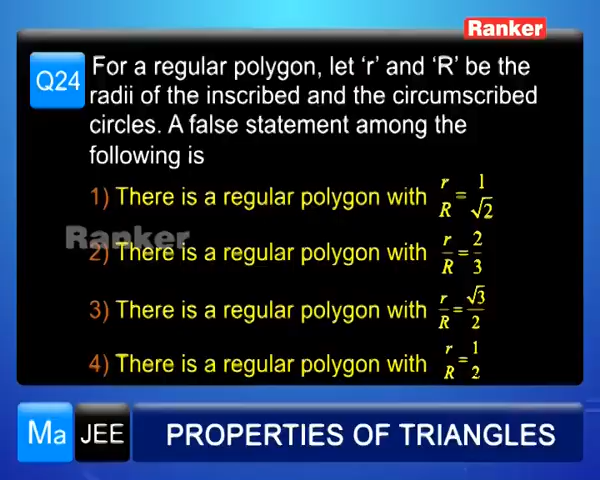 Ranker
Q24 For a regular polygon, let ‘r’ and ‘R’ be the
radii of the inscribed and the circumscribed
circles. A false statement among the
following is
1) There is a regular polygon with r/R = 1/√2
Ranker
2) There is a regular polygon with r/R = 2/3
3) There is a regular polygon with r/R = √3/2
4) There is a regular polygon with r/R = 1/2
Ma JEE PROPERTIES OF TRIANGLES